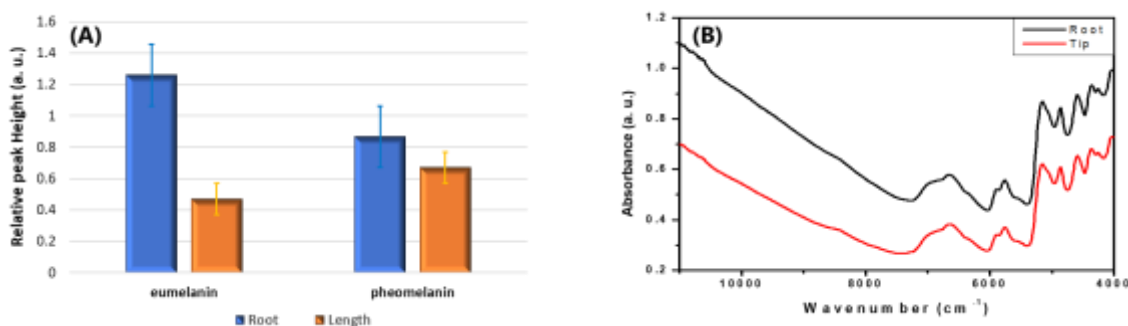 (A)
Relative peak Height (a. u.)
1.6
1.4
1.2
1
0.8
0.6
0.4
0.2
0
eumelanin pheomelanin
Root Length
(B)
Root
Tip
Absorbance (a. u.)
1.2
1.0
0.8
0.6
0.4
0.2
10000 8000 6000 4000
Wavenumber (cm⁻¹)